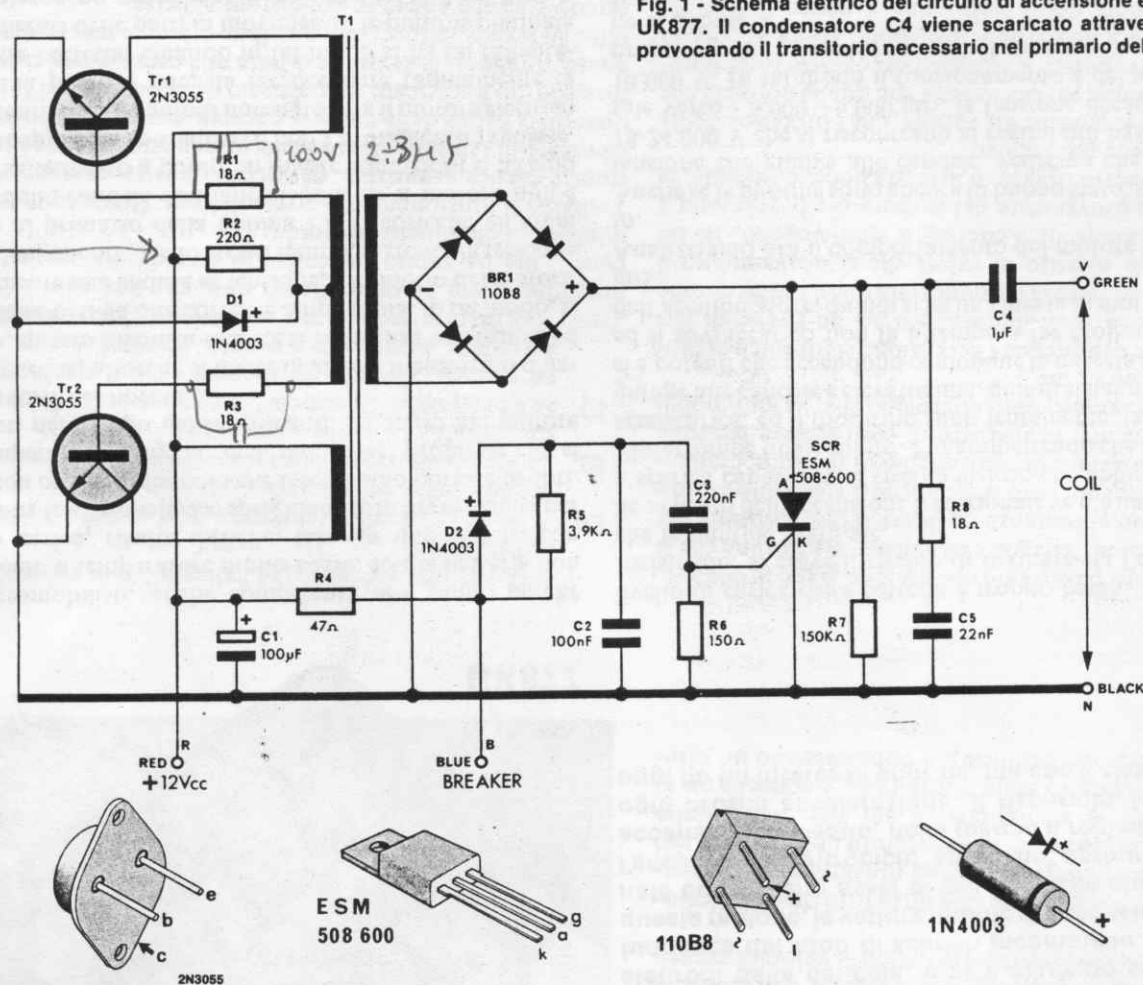 Fig. 1 - Schema elettrico del circuito di accensione e
UK877. Il condensatore C4 viene scaricato attrave
provocando il transitorio necessario nel primario del
T1
Tr1
2N3055
R1
18Ω
400V
R2
220Ω
D1
+
1N4003
Tr2
2N3055
R3
18Ω
BR1
110B8
+
C4
1µF
V
GREEN
D2
1N4003
+
R5
3,9KΩ
C3
220nF
SCR
ESM
508-600
A
G
K
R8
18Ω
COIL
R4
47Ω
+
C1
100µF
C2
100nF
R6
150Ω
R7
150KΩ
C5
22nF
BLACK
N
R
RED
+12Vcc
B
BLUE
BREAKER
e
b
c
2N3055
ESM
508 600
g
a
k
110B8
~
+
~
-
+
1N4003
+